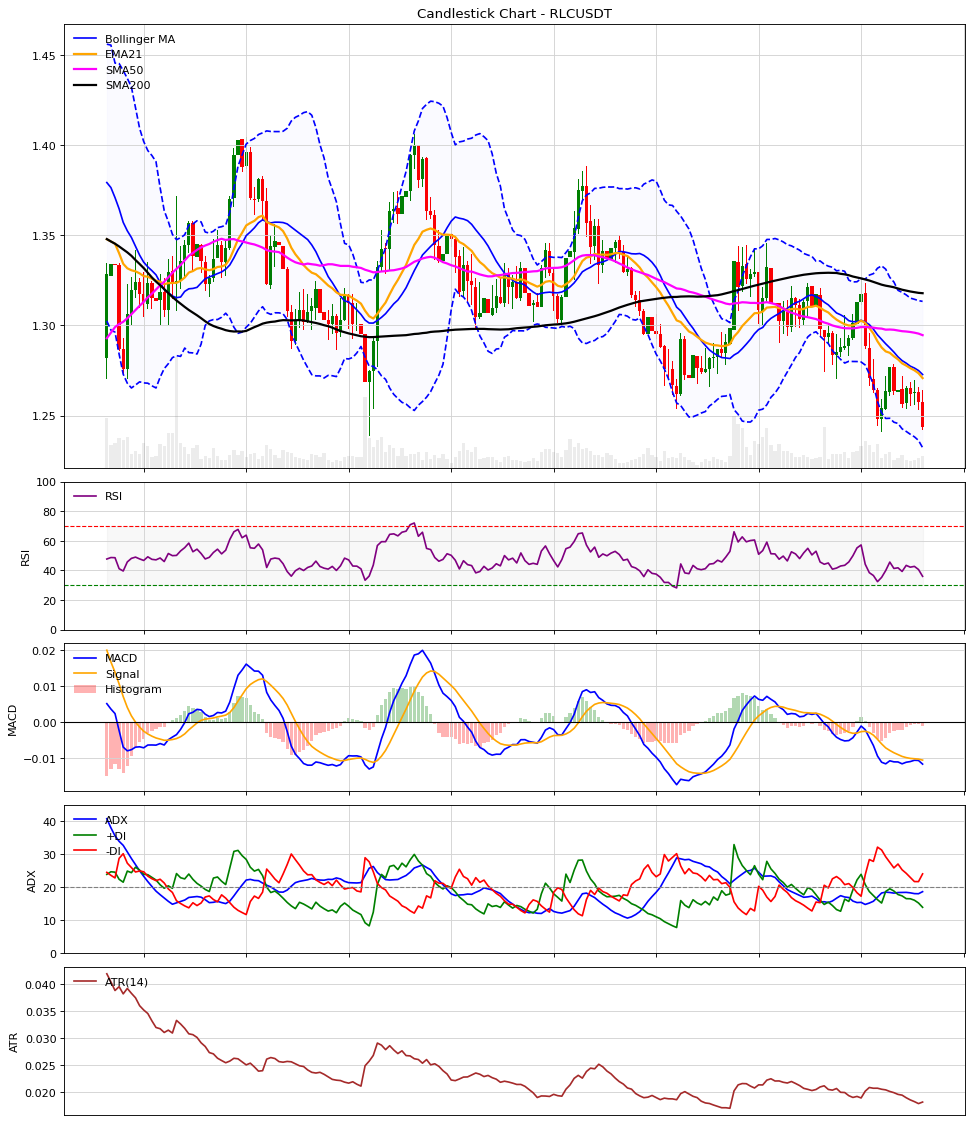 Candlestick Chart - RLCUSDT
Bollinger MA
EMA21
SMA50
SMA200
1.45
1.40
1.35
1.30
1.25
RSI
100
80
60
40
20
0
RSI
MACD
Signal
Histogram
0.02
0.01
0.00
−0.01
MACD
ADX
+DI
-DI
40
30
20
10
0
ADX
ATR(14)
0.040
0.035
0.030
0.025
0.020
ATR